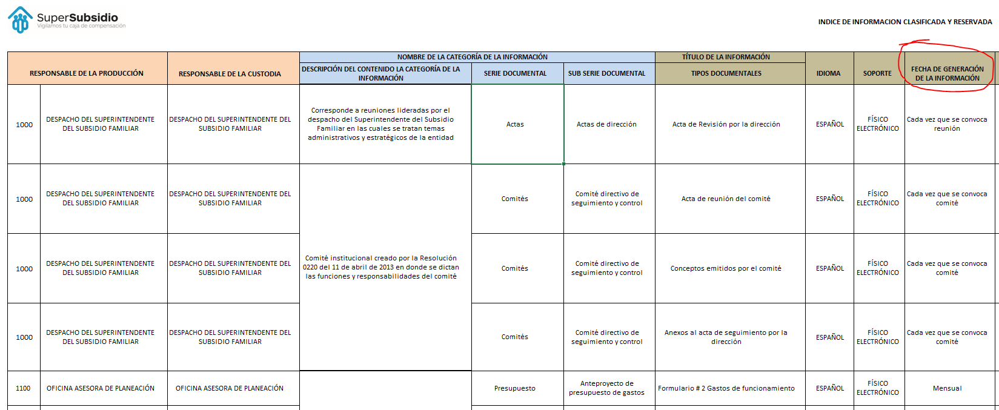 SuperSubsidio
Vigilamos tu caja de compensación
INDICE DE INFORMACION CLASIFICADA Y RESERVADA
RESPONSABLE DE LA PRODUCCIÓN
RESPONSABLE DE LA CUSTODIA
NOMBRE DE LA CATEGORÍA DE LA INFORMACIÓN
DESCRIPCIÓN DEL CONTENIDO LA CATEGORÍA DE LA
INFORMACIÓN
SERIE DOCUMENTAL
SUB SERIE DOCUMENTAL
TÍTULO DE LA INFORMACIÓN
TIPOS DOCUMENTALES
IDIOMA
SOPORTE
FECHA DE GENERACIÓN
DE LA INFORMACIÓN
1000
DESPACHO DEL SUPERINTENDENTE
DEL SUBSIDIO FAMILIAR
DESPACHO DEL SUPERINTENDENTE DEL
SUBSIDIO FAMILIAR
Corresponde a reuniones lideradas por el
despacho del Superintendente del Subsidio
Familiar en las cuales se tratan temas
administrativos y estratégicos de la entidad
Actas
Actas de dirección
Acta de Revisión por la dirección
ESPAÑOL
FÍSICO
ELECTRÓNICO
Cada vez que se convoca
reunión
1000
DESPACHO DEL SUPERINTENDENTE
DEL SUBSIDIO FAMILIAR
DESPACHO DEL SUPERINTENDENTE DEL
SUBSIDIO FAMILIAR
Comités
Comité directivo de
seguimiento y control
Acta de reunión del comité
ESPAÑOL
FÍSICO
ELECTRÓNICO
Cada vez que se convoca
comité
1000
DESPACHO DEL SUPERINTENDENTE
DEL SUBSIDIO FAMILIAR
DESPACHO DEL SUPERINTENDENTE DEL
SUBSIDIO FAMILIAR
Comité institucional creado por la Resolución
0220 del 11 de abril de 2013 en donde se dictan
las funciones y responsabilidades del comité
Comités
Comité directivo de
seguimiento y control
Conceptos emitidos por el comité
ESPAÑOL
FÍSICO
ELECTRÓNICO
Cada vez que se convoca
comité
1000
DESPACHO DEL SUPERINTENDENTE
DEL SUBSIDIO FAMILIAR
DESPACHO DEL SUPERINTENDENTE DEL
SUBSIDIO FAMILIAR
Comités
Comité directivo de
seguimiento y control
Anexos al acta de seguimiento por la
dirección
ESPAÑOL
FÍSICO
ELECTRÓNICO
Cada vez que se convoca
comité
1100
OFICINA ASESORA DE PLANEACIÓN
OFICINA ASESORA DE PLANEACIÓN
Presupuesto
Anteproyecto de
presupuesto de gastos
Formulario # 2 Gastos de funcionamiento
ESPAÑOL
FÍSICO
ELECTRÓNICO
Mensual